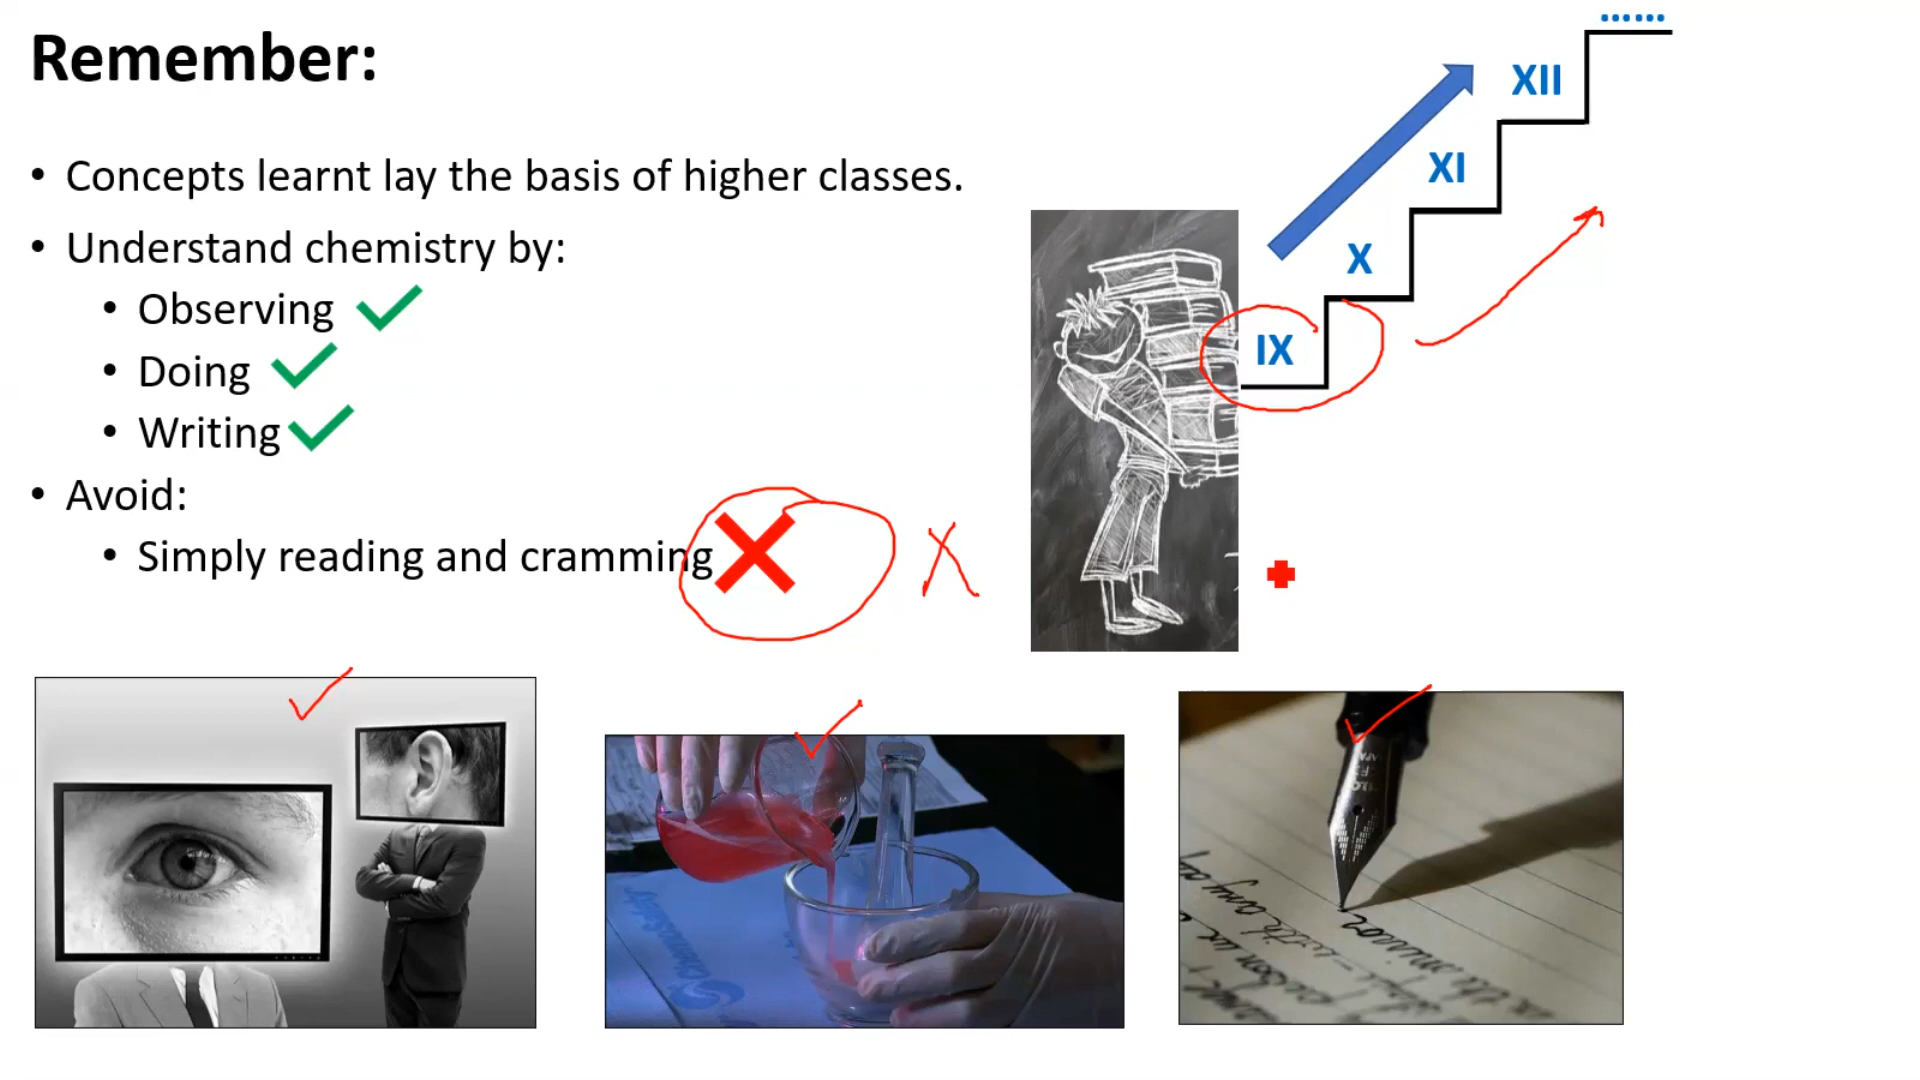 Remember:
• Concepts learnt lay the basis of higher classes.
• Understand chemistry by:
• Observing
• Doing
• Writing
• Avoid:
• Simply reading and cramming
X
......
XII
XI
X
IX